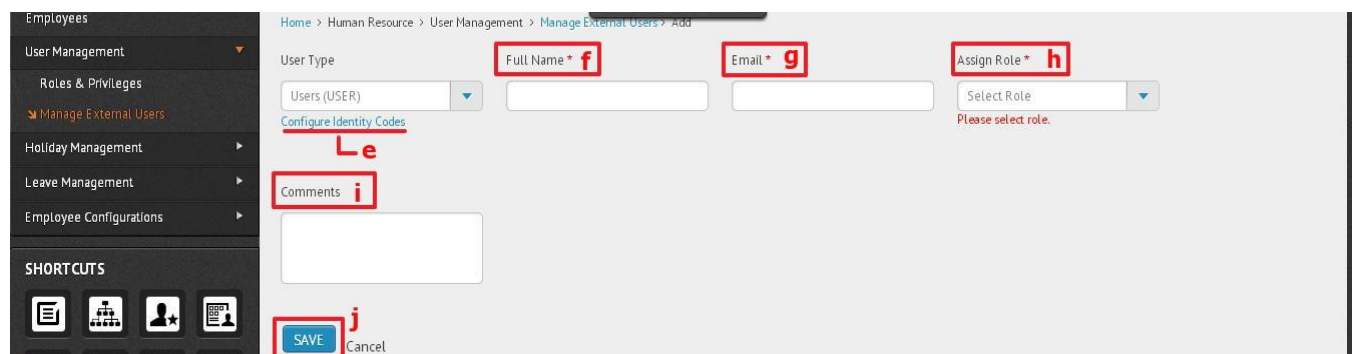 Employees
User Management
Roles & Privileges
Manage External Users
Holiday Management
Leave Management
Employee Configurations
SHORTCUTS
Home > Human Resource > User Management > Manage External Users > Add
User Type
Full Name * f
Email * g
Assign Role * h
Users (USER)
Select Role
Configure Identity Codes
Please select role.
e
Comments i
j
SAVE Cancel